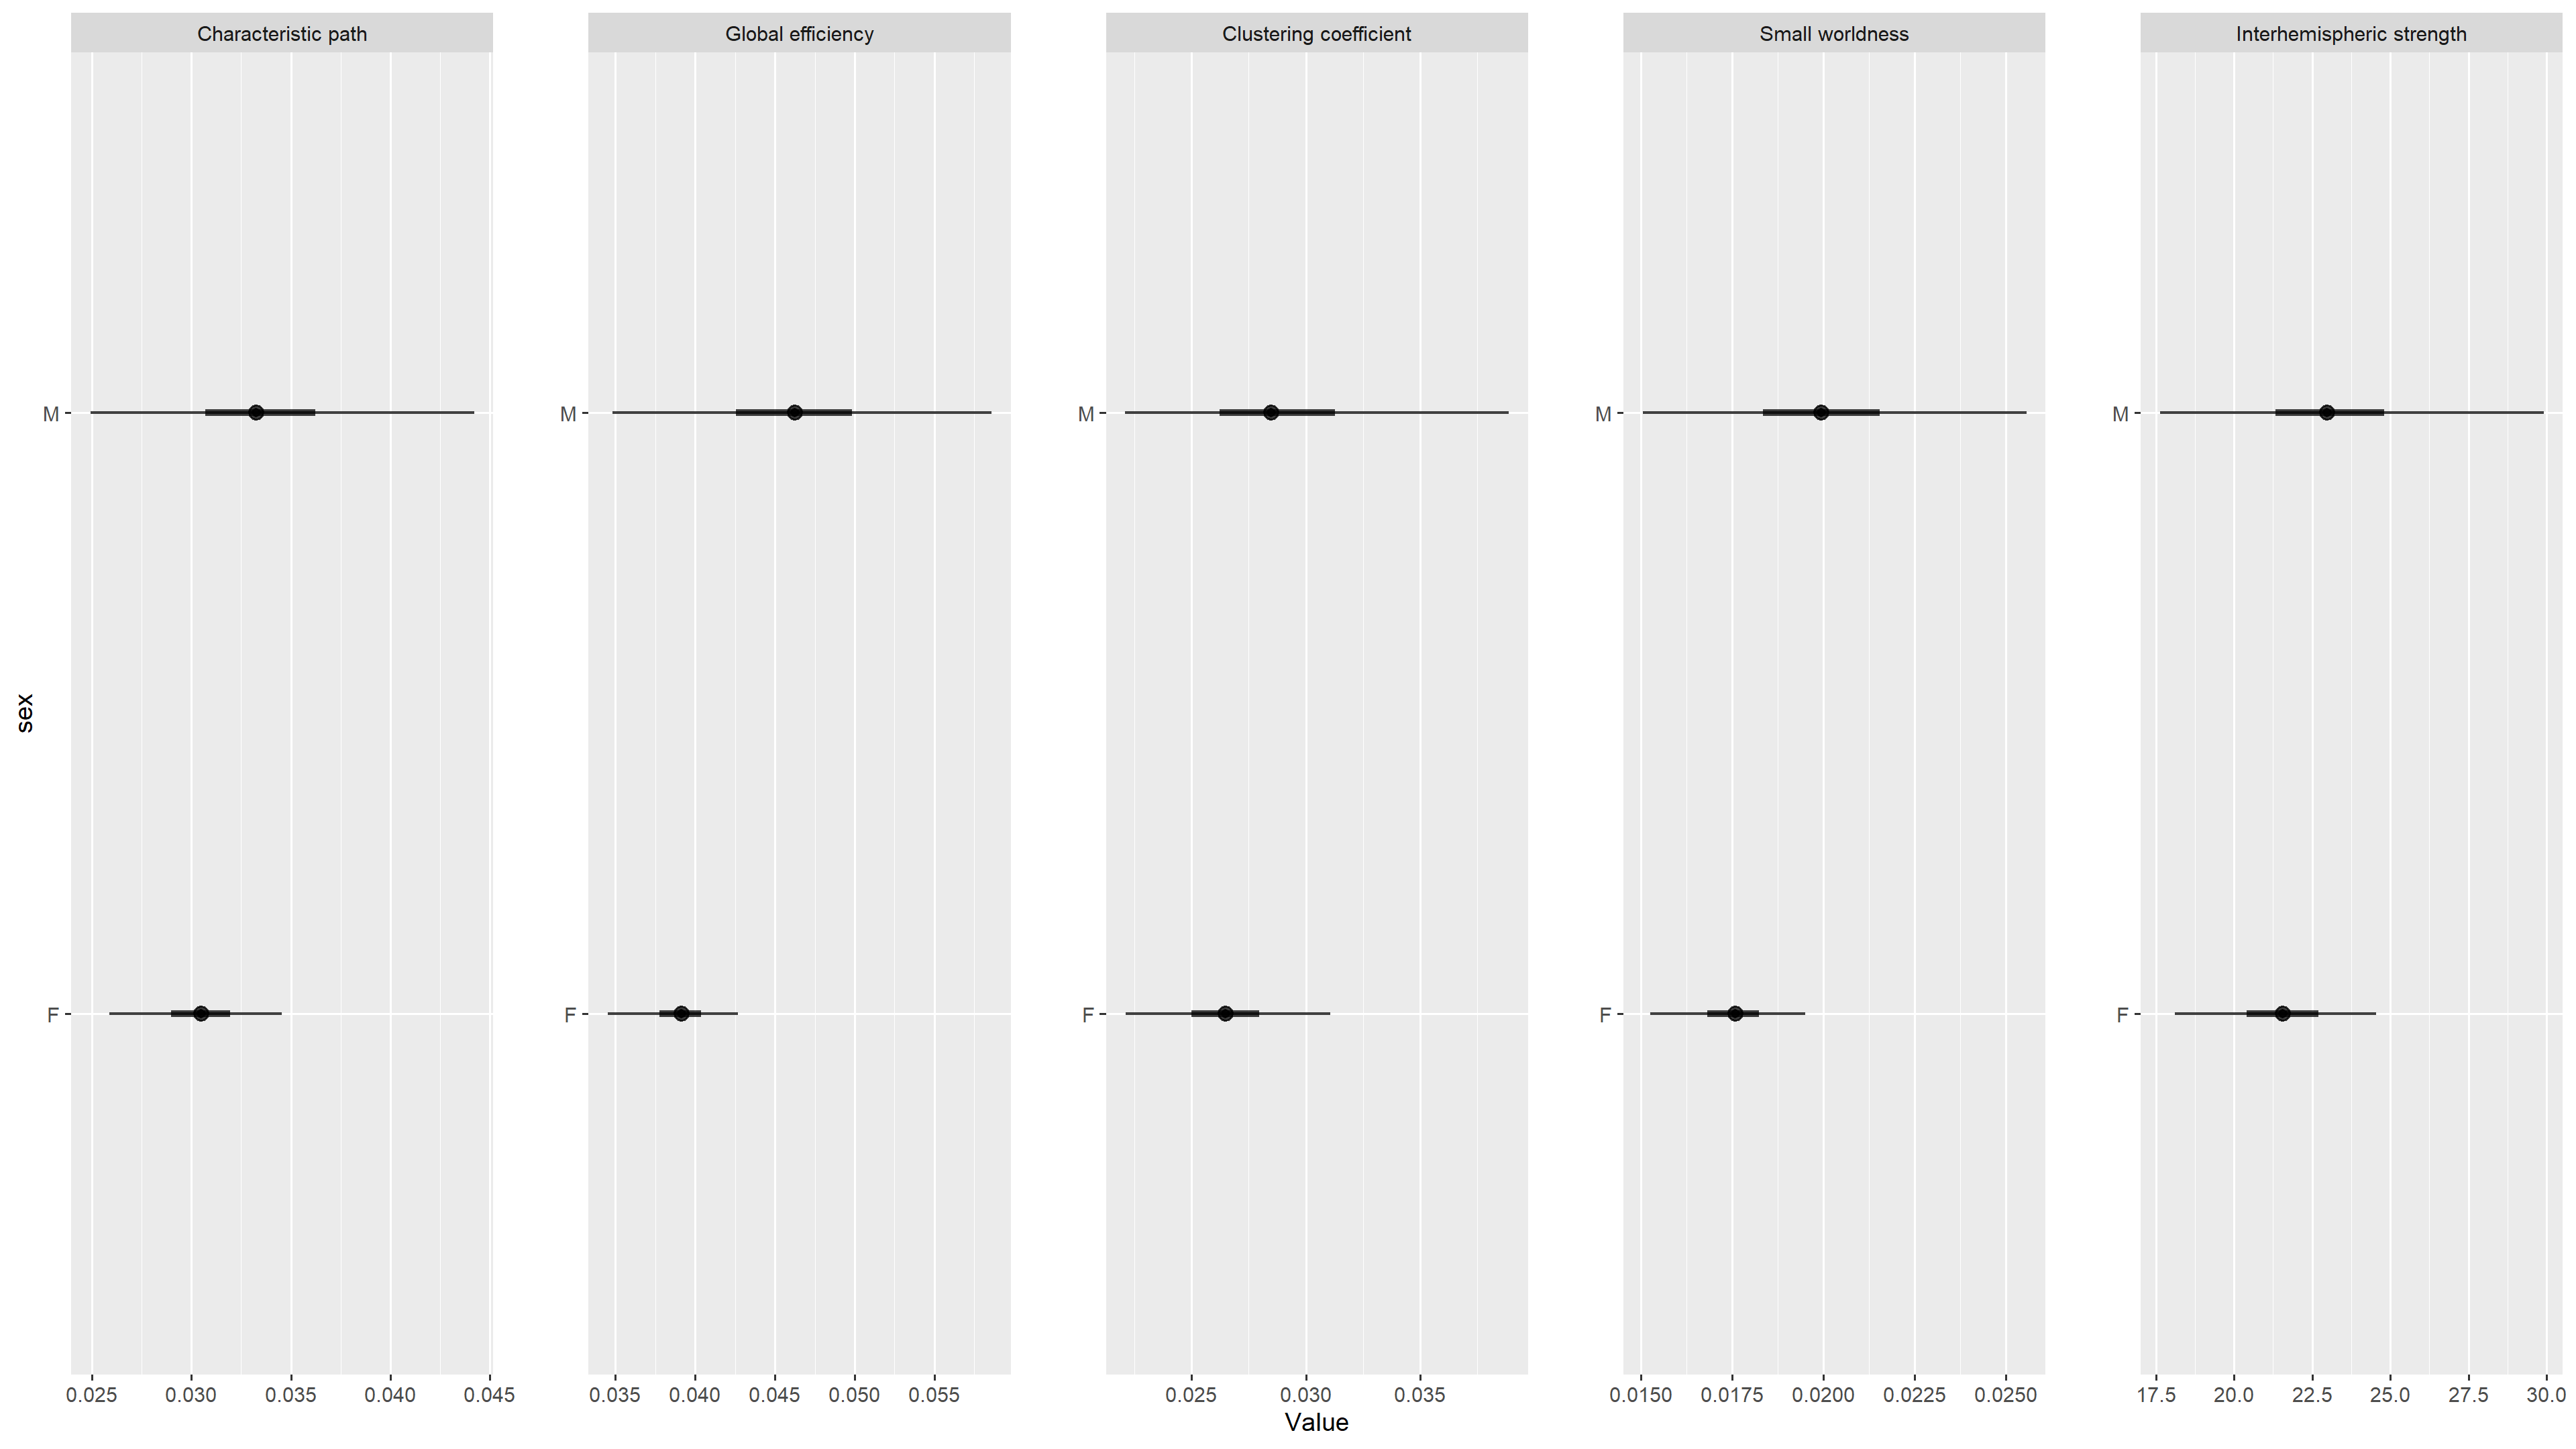 Characteristic path
Global efficiency
Clustering coefficient
Small worldness
Interhemispheric strength
sex
M
M
M
M
M
F
F
F
F
F
0.025 0.030 0.035 0.040 0.045
0.035 0.040 0.045 0.050 0.055
0.025 0.030 0.035
0.0150 0.0175 0.0200 0.0225 0.0250
17.5 20.0 22.5 25.0 27.5 30.0
Value